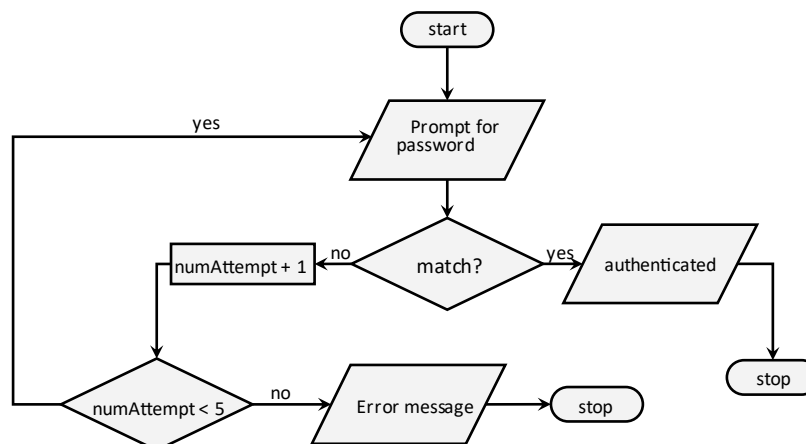 start
yes
Prompt for
password
numAttempt + 1
no
match?
yes
authenticated
numAttempt < 5
no
Error message
stop
stop